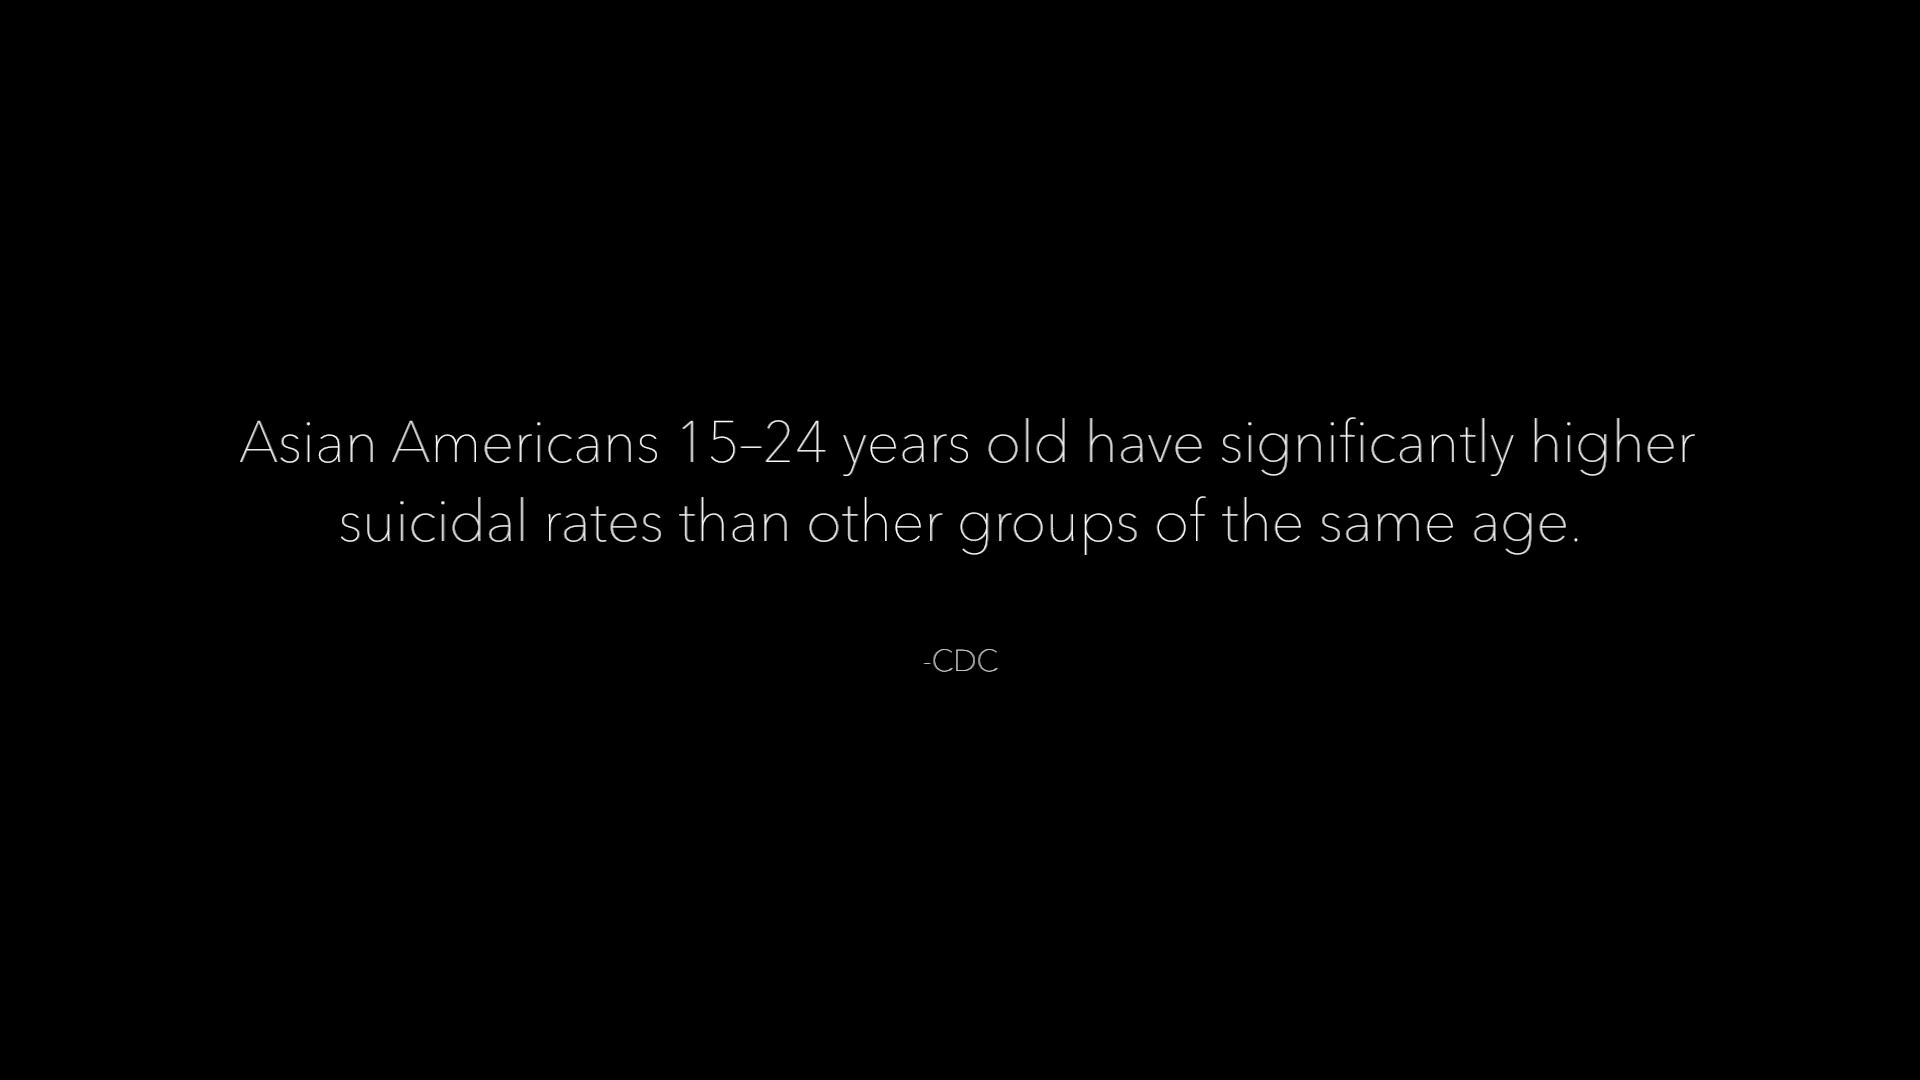 Asian Americans 15–24 years old have significantly higher
suicidal rates than other groups of the same age.
-CDC